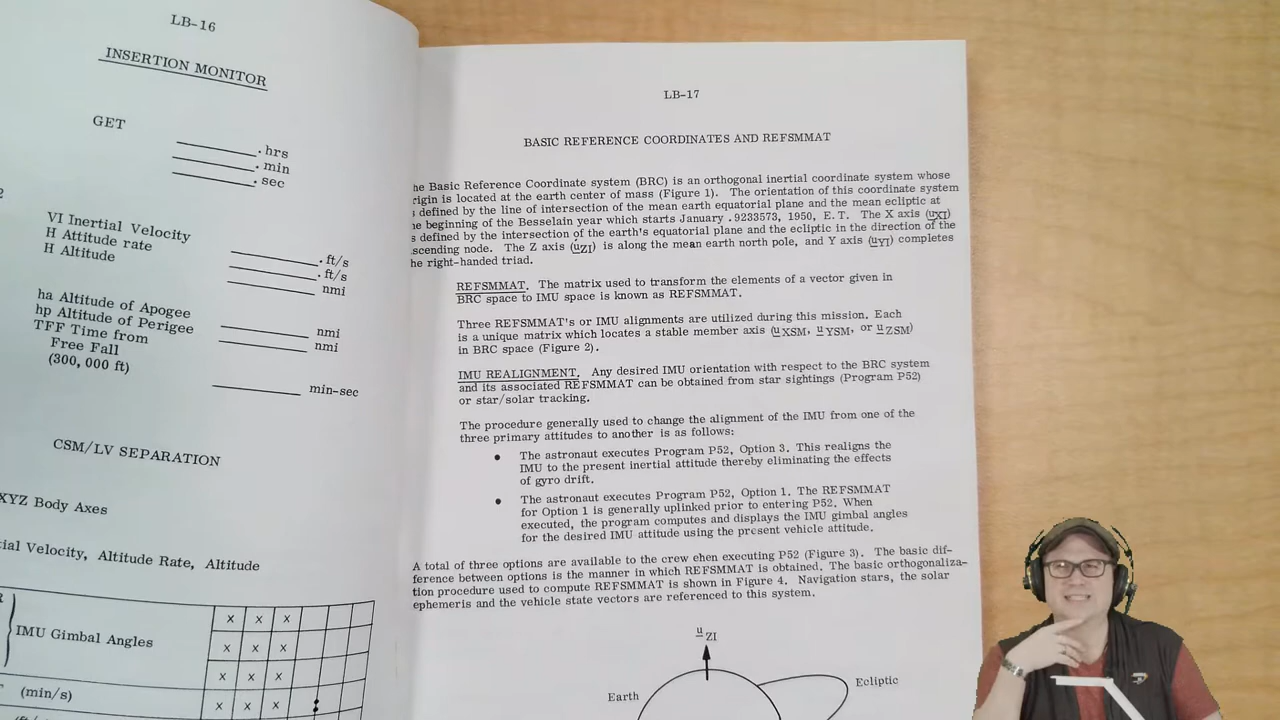 LB-16
INSERTION MONITOR
GET
. hrs
. min
. sec
2
VI Inertial Velocity . ft/s
H Attitude rate . ft/s
H Altitude nmi
ha Altitude of Apogee nmi
hp Altitude of Perigee nmi
TFF Time from
Free Fall
(300, 000 ft) min-sec
CSM/LV SEPARATION
XYZ Body Axes
tial Velocity, Altitude Rate, Altitude
R
IMU Gimbal Angles
X X X
X X X
X X X
(min/s) X X X
LB-17
BASIC REFERENCE COORDINATES AND REFSMMAT
he Basic Reference Coordinate system (BRC) is an orthogonal inertial coordinate system whose
rigin is located at the earth center of mass (Figure 1). The orientation of this coordinate system
s defined by the line of intersection of the mean earth equatorial plane and the mean ecliptic at
he beginning of the Besselain year which starts January . 9233573, 1950, E. T. The X axis (uXI)
s defined by the intersection of the earth's equatorial plane and the ecliptic in the direction of the
scending node. The Z axis (uZI) is along the mean earth north pole, and Y axis (uYI) completes
he right-handed triad.
REFSMMAT. The matrix used to transform the elements of a vector given in
BRC space to IMU space is known as REFSMMAT.
Three REFSMMAT's or IMU alignments are utilized during this mission. Each
is a unique matrix which locates a stable member axis (uXSM, uYSM, or uZSM)
in BRC space (Figure 2).
IMU REALIGNMENT. Any desired IMU orientation with respect to the BRC system
and its associated REFSMMAT can be obtained from star sightings (Program P52)
or star/solar tracking.
The procedure generally used to change the alignment of the IMU from one of the
three primary attitudes to another is as follows:
● The astronaut executes Program P52, Option 3. This realigns the
IMU to the present inertial attitude thereby eliminating the effects
of gyro drift.
● The astronaut executes Program P52, Option 1. The REFSMMAT
for Option 1 is generally uplinked prior to entering P52. When
executed, the program computes and displays the IMU gimbal angles
for the desired IMU attitude using the present vehicle attitude.
A total of three options are available to the crew ehen executing P52 (Figure 3). The basic dif-
ference between options is the manner in which REFSMMAT is obtained. The basic orthogonaliza-
tion procedure used to compute REFSMMAT is shown in Figure 4. Navigation stars, the solar
ephemeris and the vehicle state vectors are referenced to this system.
u ZI
Earth
Ecliptic